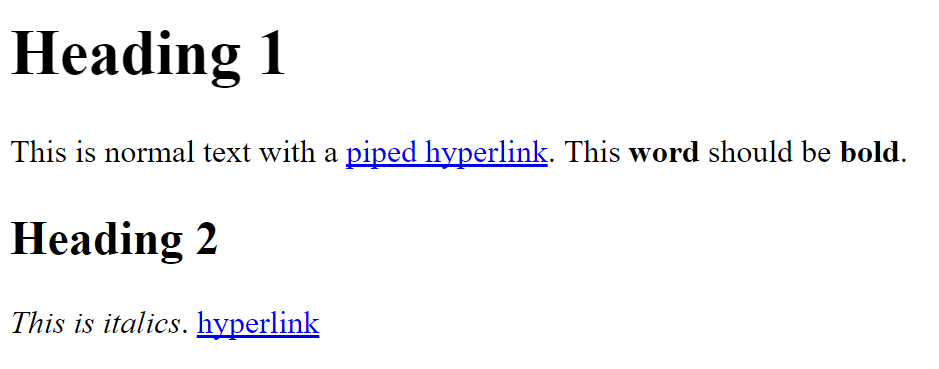 Heading 1
This is normal text with a piped hyperlink. This word should be bold.
Heading 2
This is italics. hyperlink